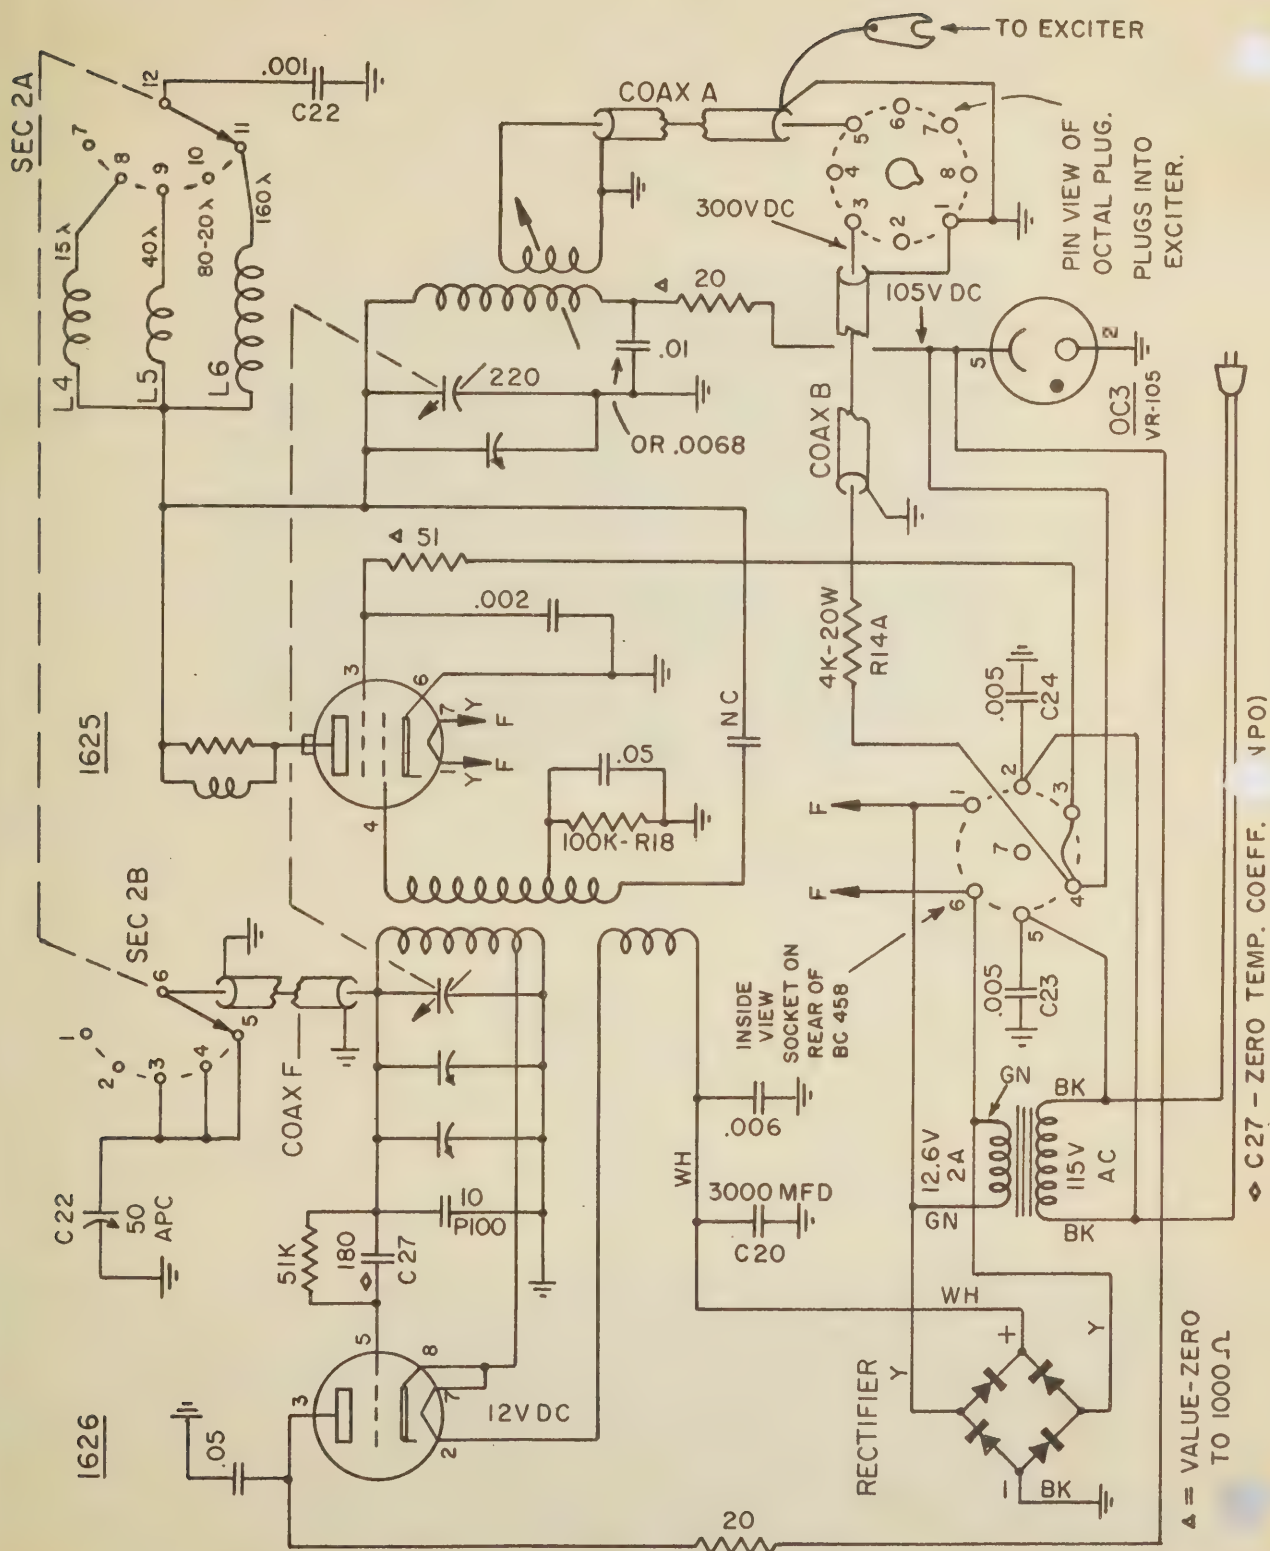 TO EXCITER
SEC 2A
12
.001
C22
COAX A
7
8
9
10
11
15λ
40λ
80-20λ
160λ
L4
L5
L6
5
6
7
4
8
3
2
1
300V DC
PIN VIEW OF
OCTAL PLUG.
PLUGS INTO
EXCITER.
Δ 20
105V DC
.01
220
OR .0068
5
2
OC3
VR-105
COAX B
1625
Δ 51
3
.002
6
7
1
Y
Y
F
F
4
.05
100K-R18
NC
4K-20W
R14A
.005
C24
F
F
1
2
3
7
6
5
4
.005
C23
INSIDE
VIEW
SOCKET ON
REAR OF
BC 458
SEC 2B
6
1
2
3
4
5
COAX F
C22
50
APC
51K
180
◊ C27
10
P100
5
3
8
7
2
12V DC
1626
.05
.006
WH
3000 MFD
C20
WH
GN
12.6V
2A
GN
BK
115V
AC
BK
RECTIFIER
Y
+
Y
I
BK
20
Δ = VALUE-ZERO
TO 1000Ω
◊ C27 - ZERO TEMP. COEFF. NPO)